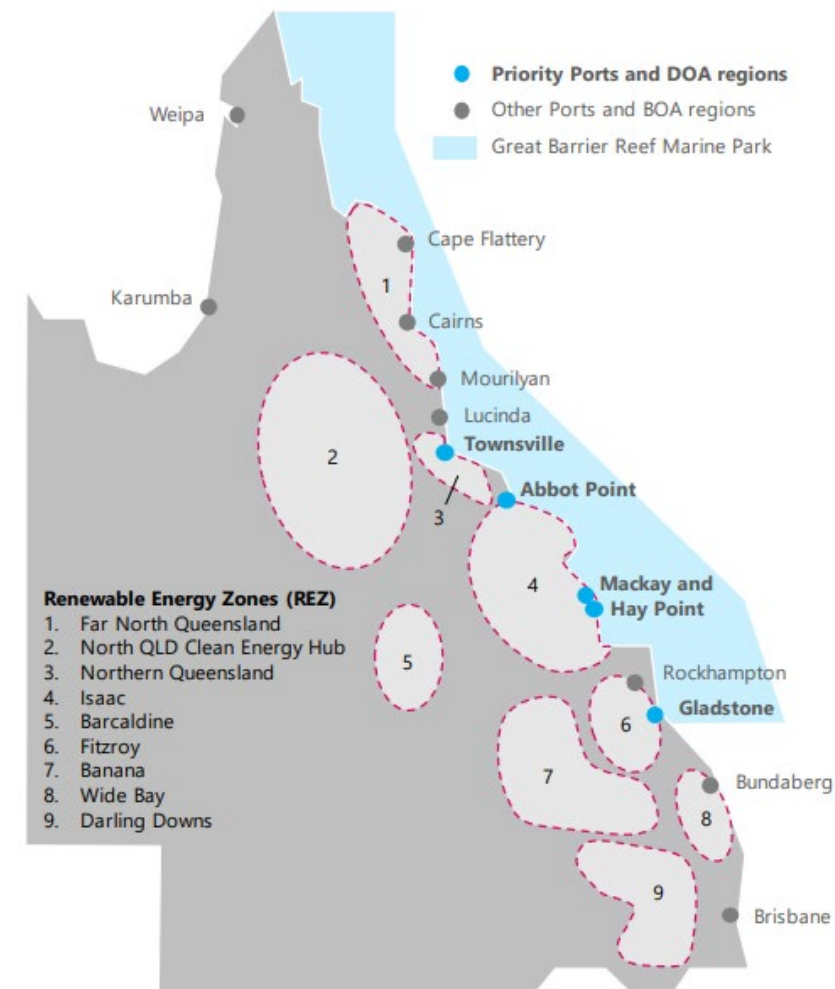 Priority Ports and DOA regions
Other Ports and BOA regions
Great Barrier Reef Marine Park
Weipa
Cape Flattery
1
Karumba
Cairns
Mourilyan
Lucinda
Townsville
2
Abbot Point
3
4
Mackay and
Hay Point
Renewable Energy Zones (REZ)
1. Far North Queensland
2. North QLD Clean Energy Hub
3. Northern Queensland
4. Isaac
5. Barcaldine
6. Fitzroy
7. Banana
8. Wide Bay
9. Darling Downs
5
Rockhampton
Gladstone
6
7
Bundaberg
8
9
Brisbane